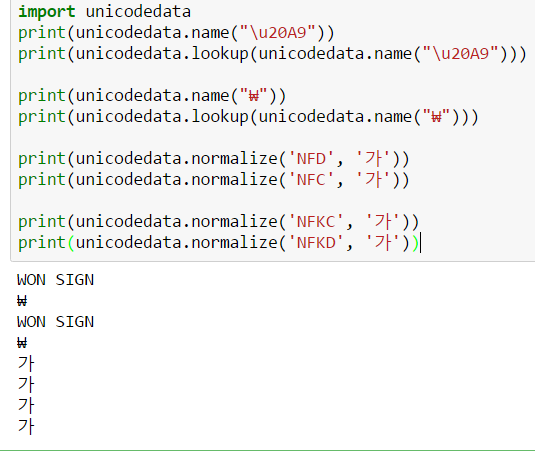 import unicodedata
print(unicodedata.name("\u20A9"))
print(unicodedata.lookup(unicodedata.name("\u20A9")))
print(unicodedata.name("₩"))
print(unicodedata.lookup(unicodedata.name("₩")))
print(unicodedata.normalize('NFD', '가'))
print(unicodedata.normalize('NFC', '가'))
print(unicodedata.normalize('NFKC', '가'))
print(unicodedata.normalize('NFKD', '가'))
WON SIGN
₩
WON SIGN
₩
가
가
가
가